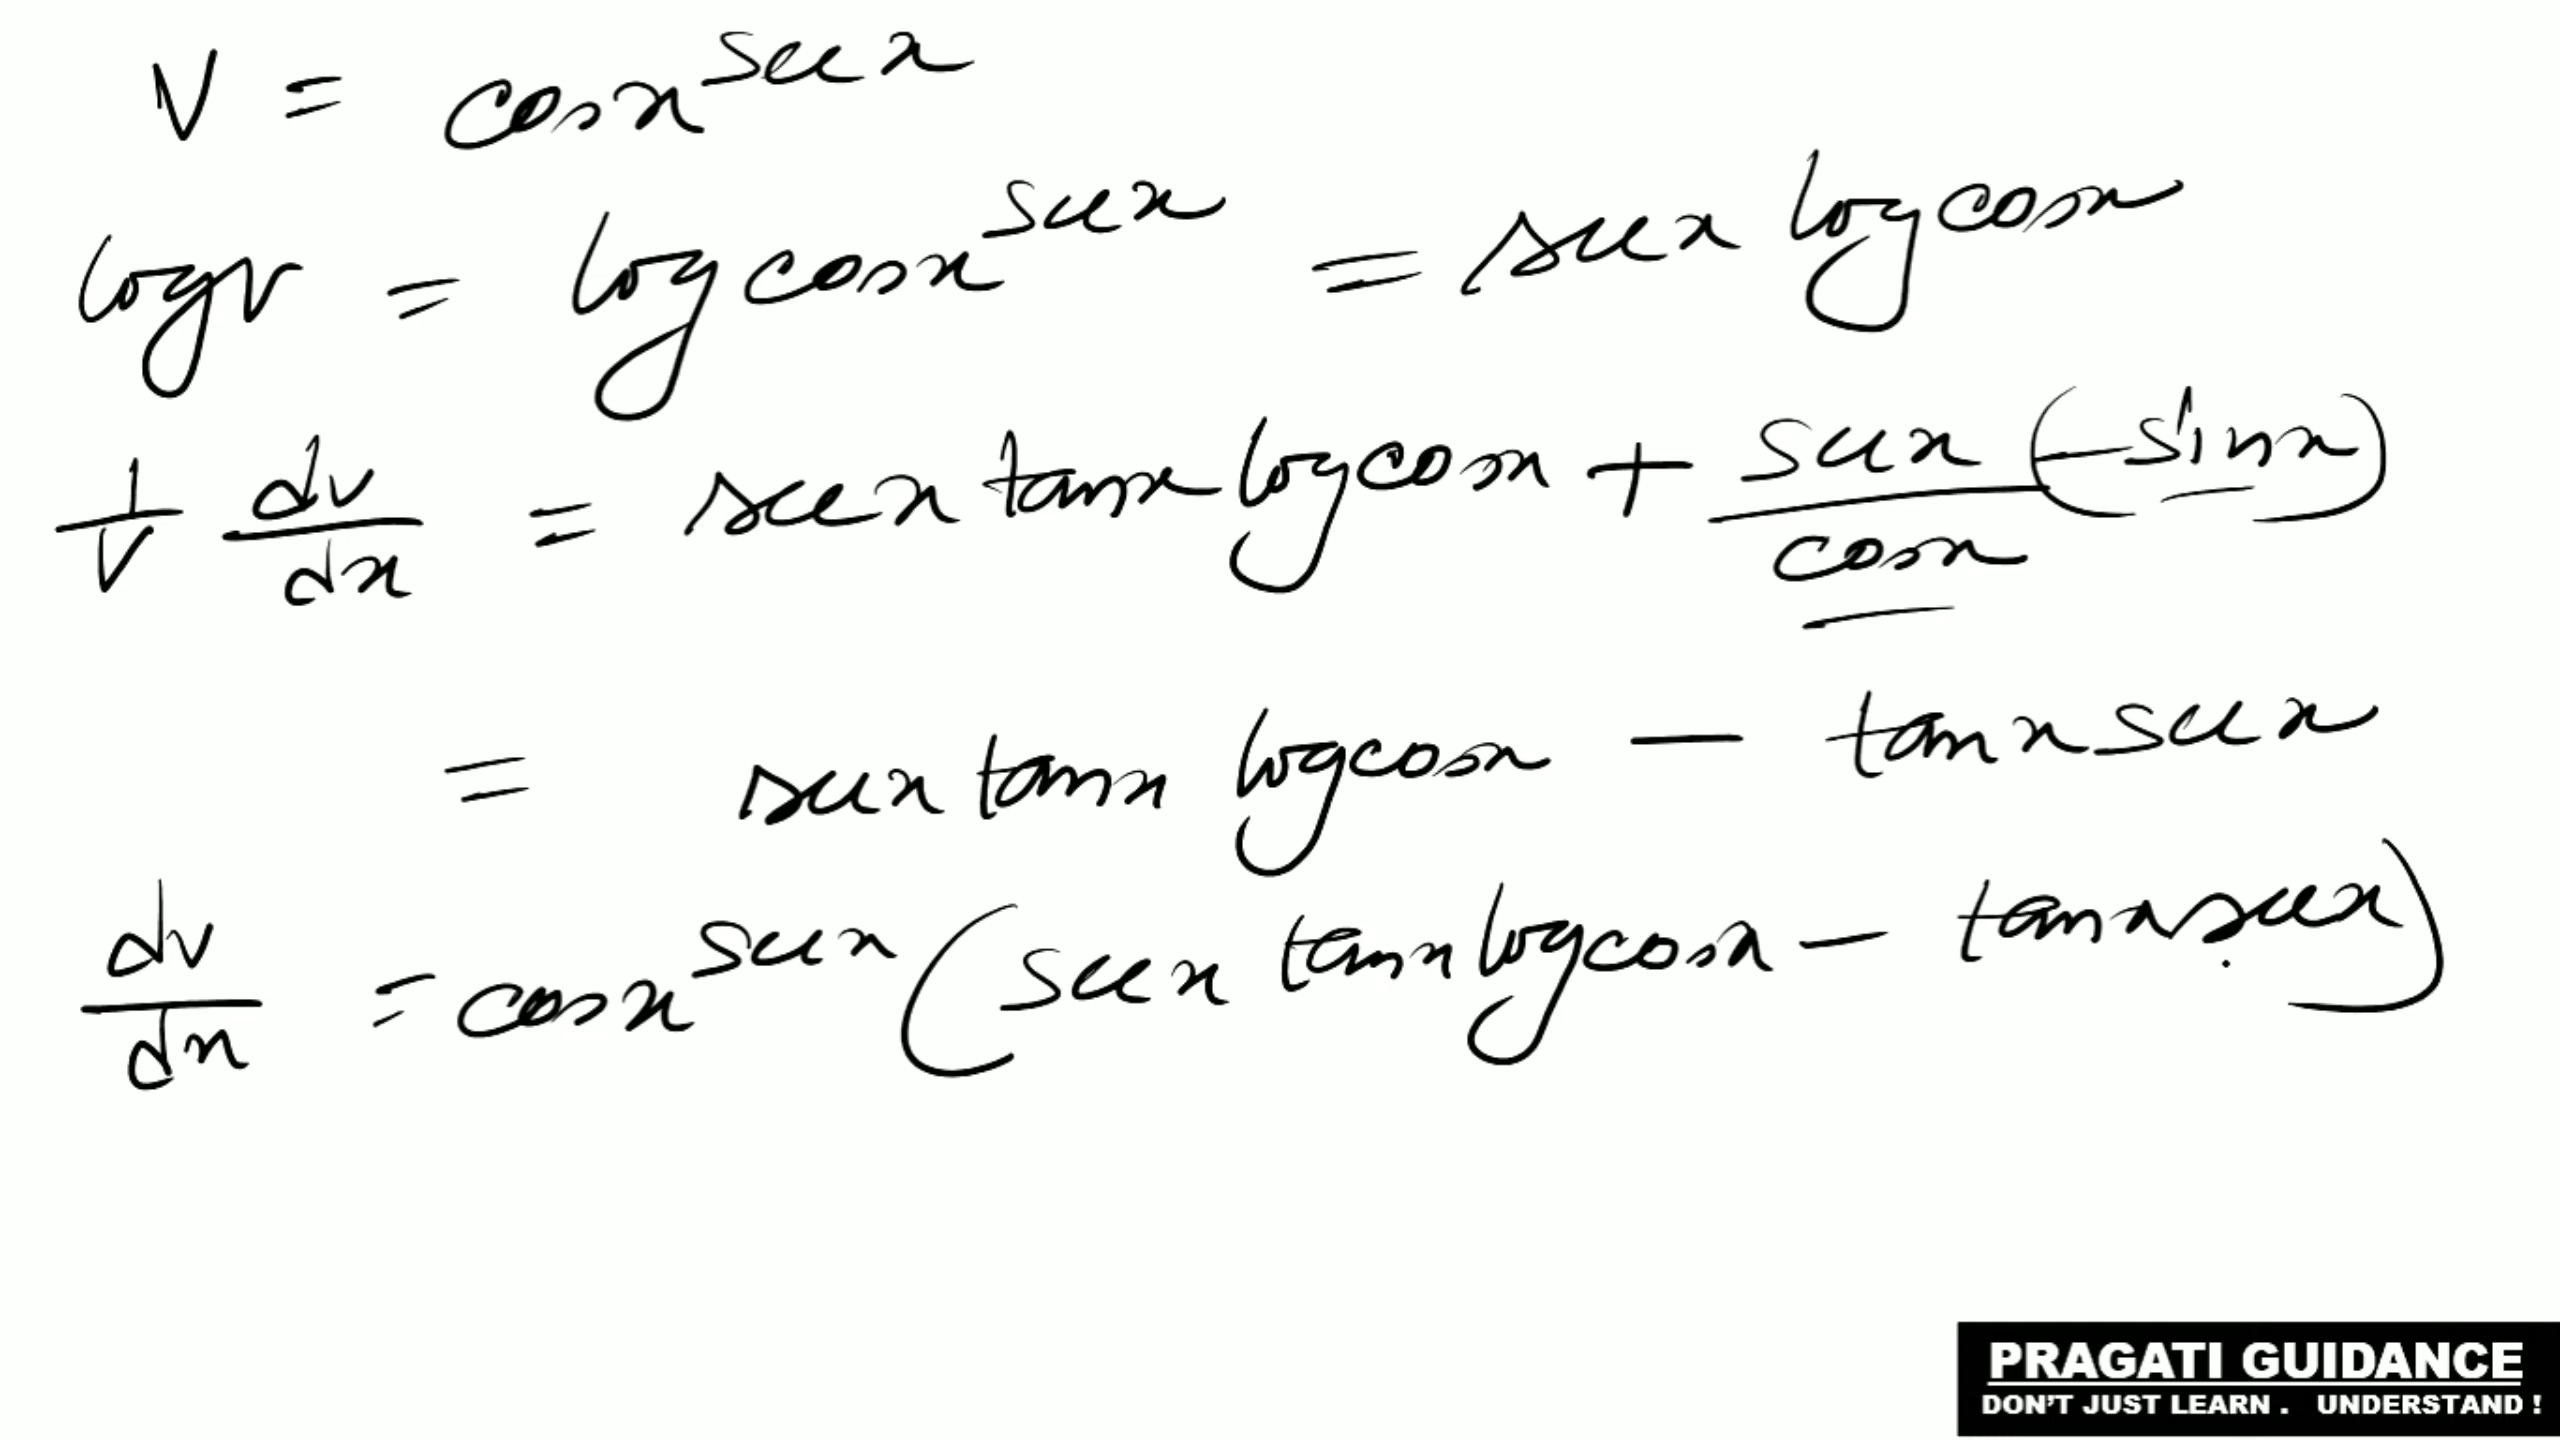 V = cosx^secx
logv = log cosx^secx = secx log cosx
1/v dv/dx = secx tanx log cosx + secx/cosx (-sinx)
= secx tanx log cosx - tanx secx
dv/dx = cosx^secx (secx tanx log cosx - tanx secx)
PRAGATI GUIDANCE
DON'T JUST LEARN . UNDERSTAND !